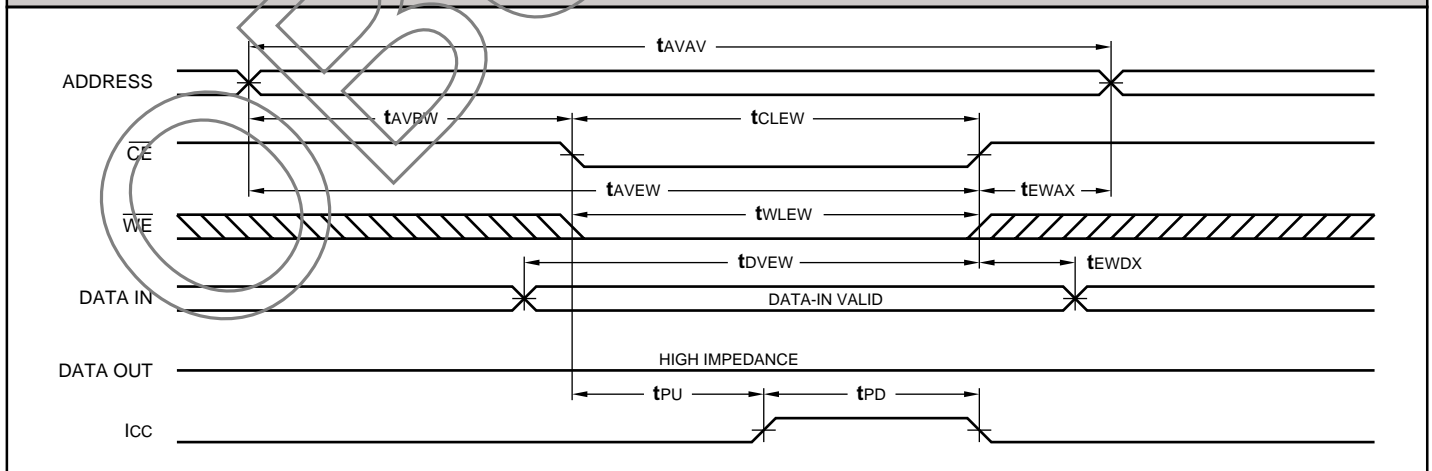 tAVAV
ADDRESS
tAVBW
tCLEW
CE
tAVEW
tEWAX
WE
tWLEW
tDVEW
tEWDX
DATA IN
DATA-IN VALID
DATA OUT
HIGH IMPEDANCE
tPU
tPD
ICC